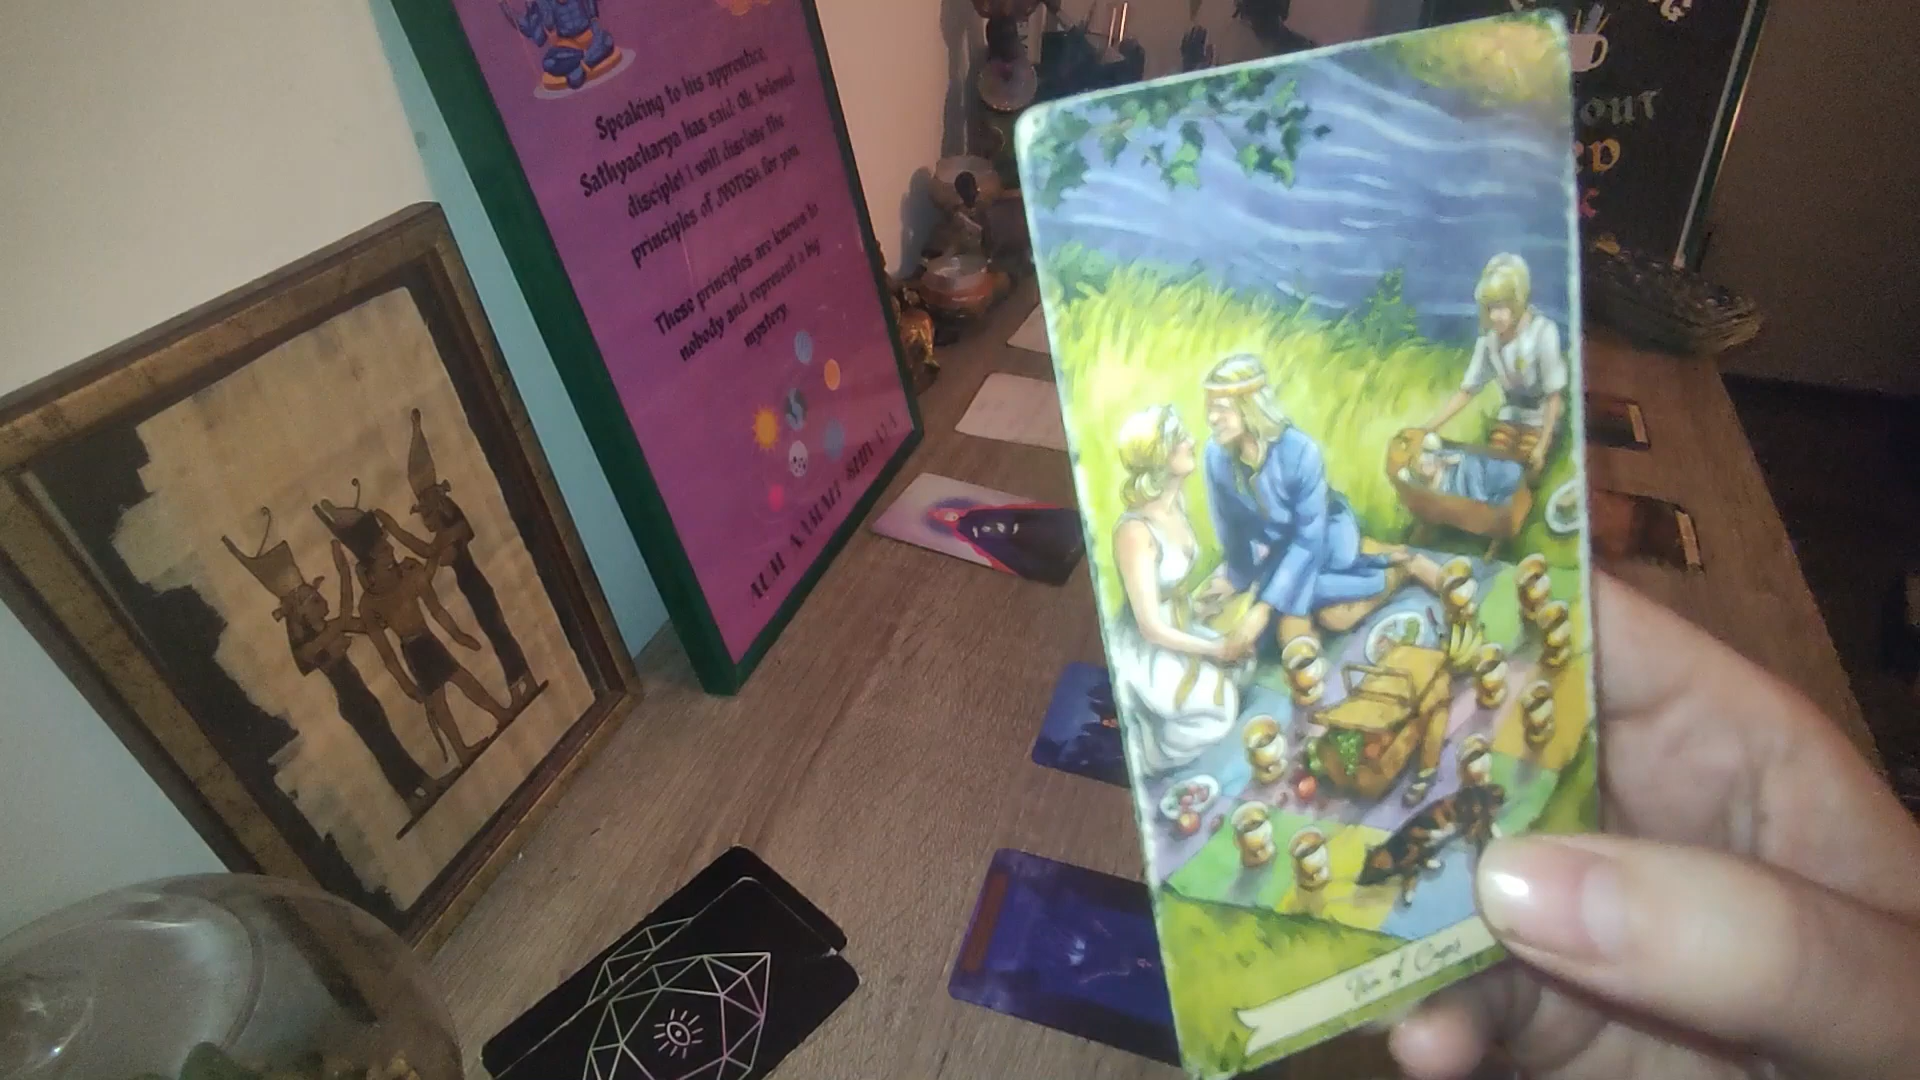 Speaking to his apprentice,
Sathyacharya has said: Oh, beloved
disciple! I will disclose the
principles of JYOTISH for you
These principles are known to
nobody and represent a big
mystery
OUT
Ten of Cups